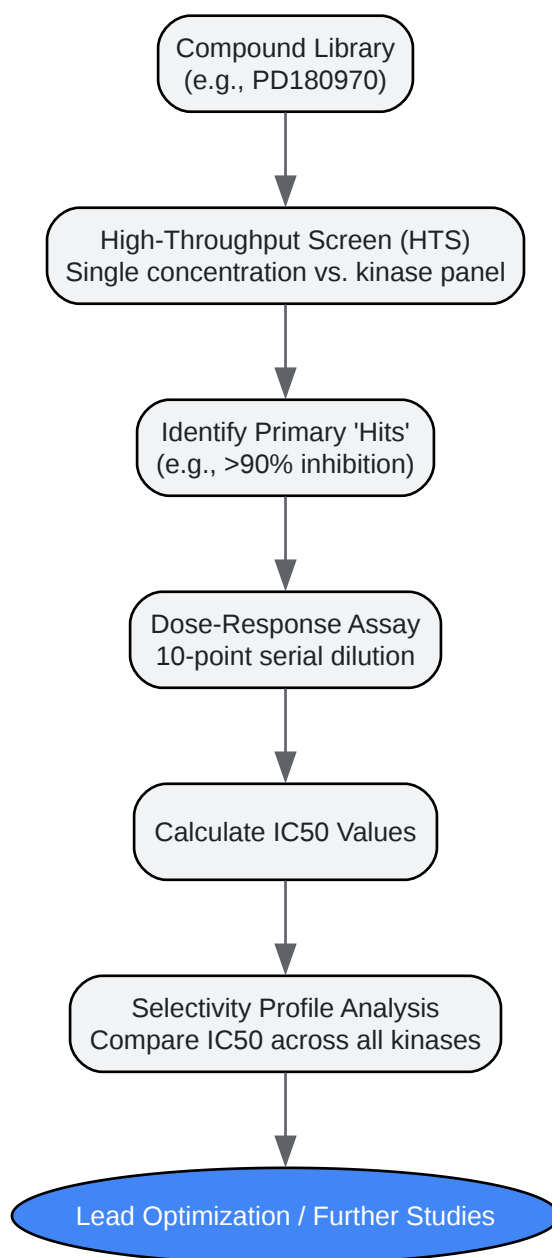 Compound Library
(e.g., PD180970)
High-Throughput Screen (HTS)
Single concentration vs. kinase panel
Identify Primary 'Hits'
(e.g., >90% inhibition)
Dose-Response Assay
10-point serial dilution
Calculate IC50 Values
Selectivity Profile Analysis
Compare IC50 across all kinases
Lead Optimization / Further Studies